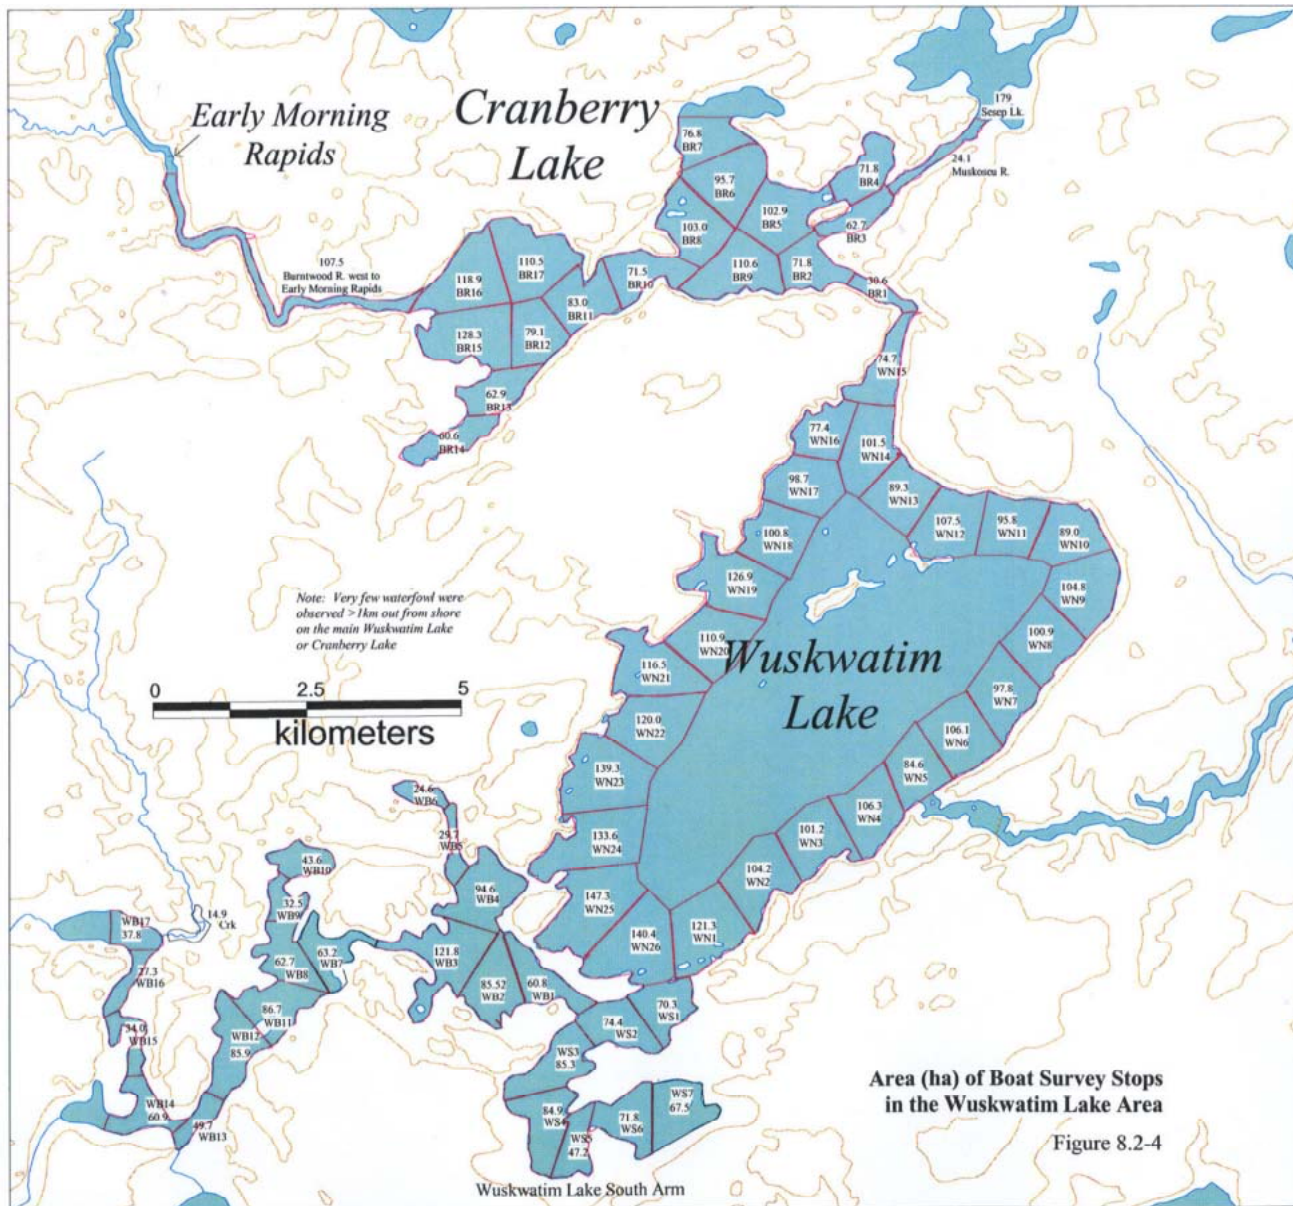 Cranberry
Lake
Early Morning
Rapids
179
Sesep Lk.
24.1
Muskoseu R.
76.8
BR7
95.7
BR6
71.8
BR4
102.9
BR5
62.7
BR3
103.0
BR8
110.6
BR9
71.8
BR2
30.6
BR1
107.5
Burntwood R. west to
Early Morning Rapids
118.9
BR16
110.5
BR17
71.5
BR10
83.0
BR11
128.3
BR15
79.1
BR12
62.9
BR13
60.6
BR14
74.7
WN15
77.4
WN16
101.5
WN14
98.7
WN17
89.3
WN13
107.5
WN12
95.8
WN11
89.0
WN10
100.8
WN18
126.9
WN19
104.8
WN9
100.9
WN8
110.9
WN20
Wuskwatim
Lake
116.5
WN21
97.8
WN7
120.0
WN22
106.1
WN6
139.3
WN23
84.6
WN5
106.3
WN4
133.6
WN24
101.2
WN3
104.2
WN2
147.3
WN25
140.4
WN26
121.3
WN1
Note: Very few waterfowl were
observed >1km out from shore
on the main Wuskwatim Lake
or Cranberry Lake
0 2.5 5
kilometers
24.6
WB6
29.7
WB5
43.6
WB10
94.6
WB4
32.5
WB9
14.9
Crk
WB17
37.8
27.3
WB16
62.7
WB8
63.2
WB7
121.8
WB3
85.52
WB2
60.8
WB1
86.7
WB11
WB12
85.9
34.0
WB15
WB14
60.9
49.7
WB13
70.3
WS1
74.4
WS2
WS3
85.3
84.9
WS4
WS5
47.2
71.8
WS6
WS7
67.5
Wuskwatim Lake South Arm
Area (ha) of Boat Survey Stops
in the Wuskwatim Lake Area
Figure 8.2-4